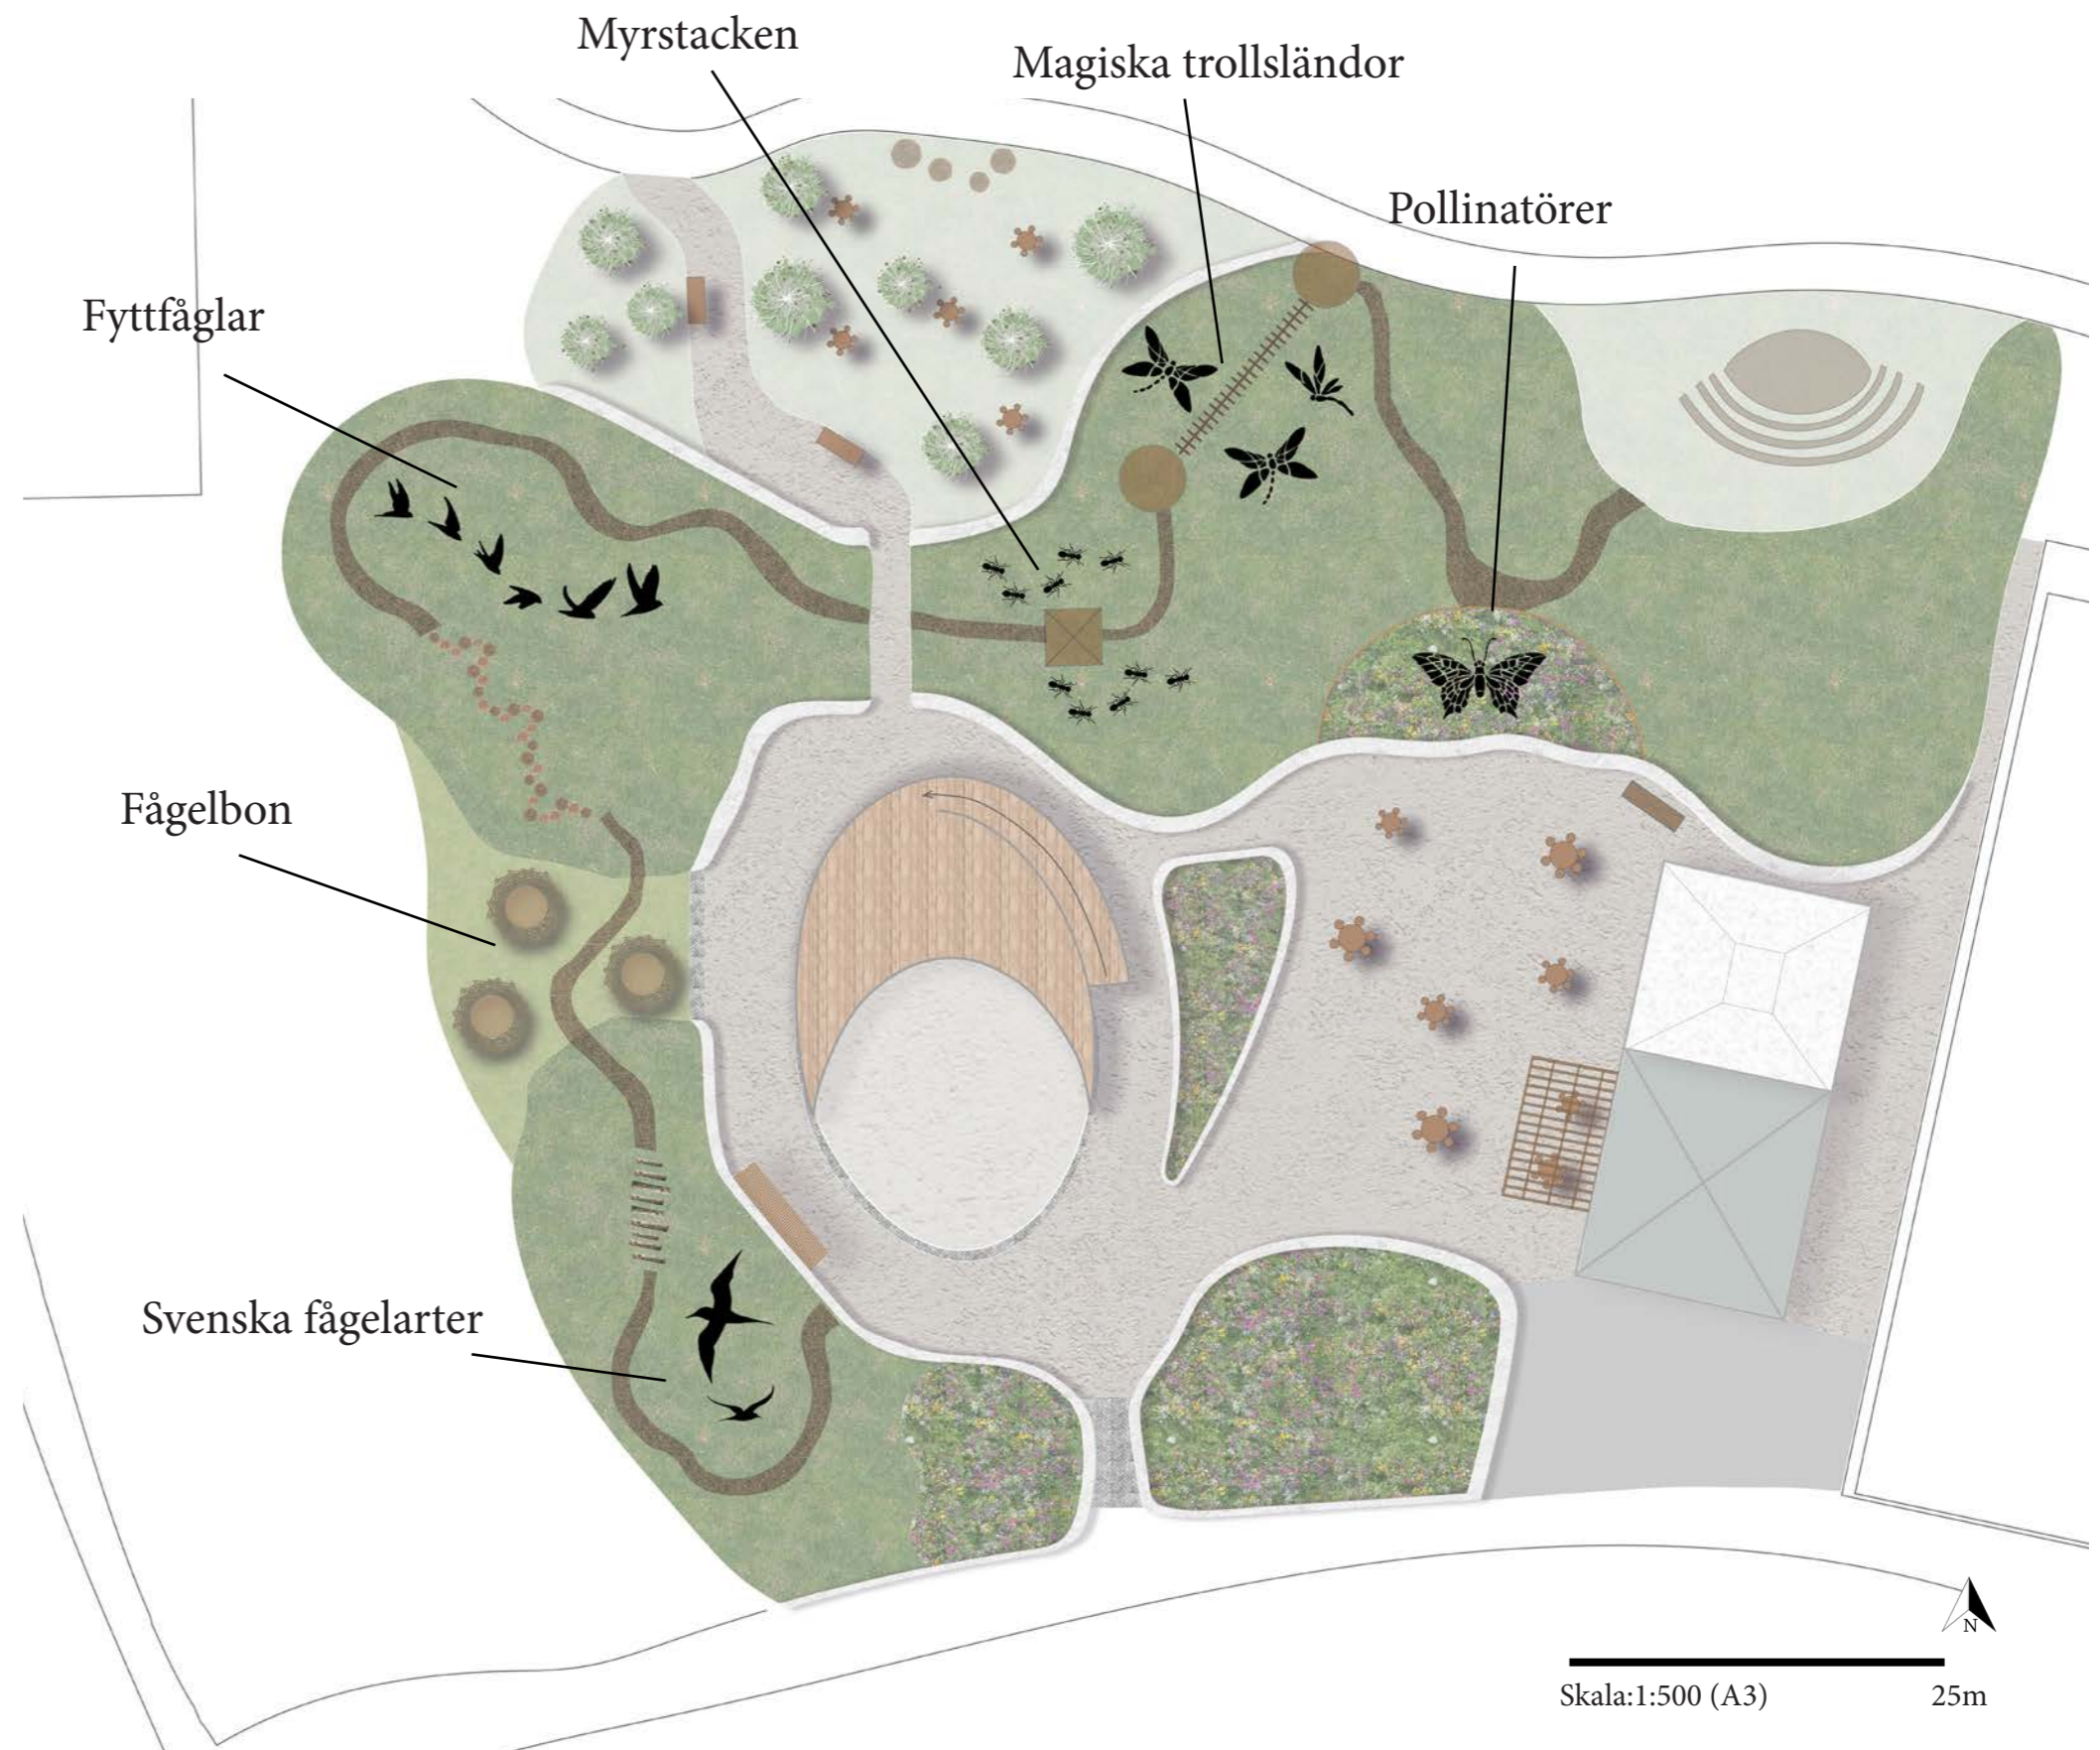 Myrstacken
Magiska trollsländor
Pollinatörer
Fyttfåglar
Fågelbon
Svenska fågelarter
N
Skala:1:500 (A3)
25m